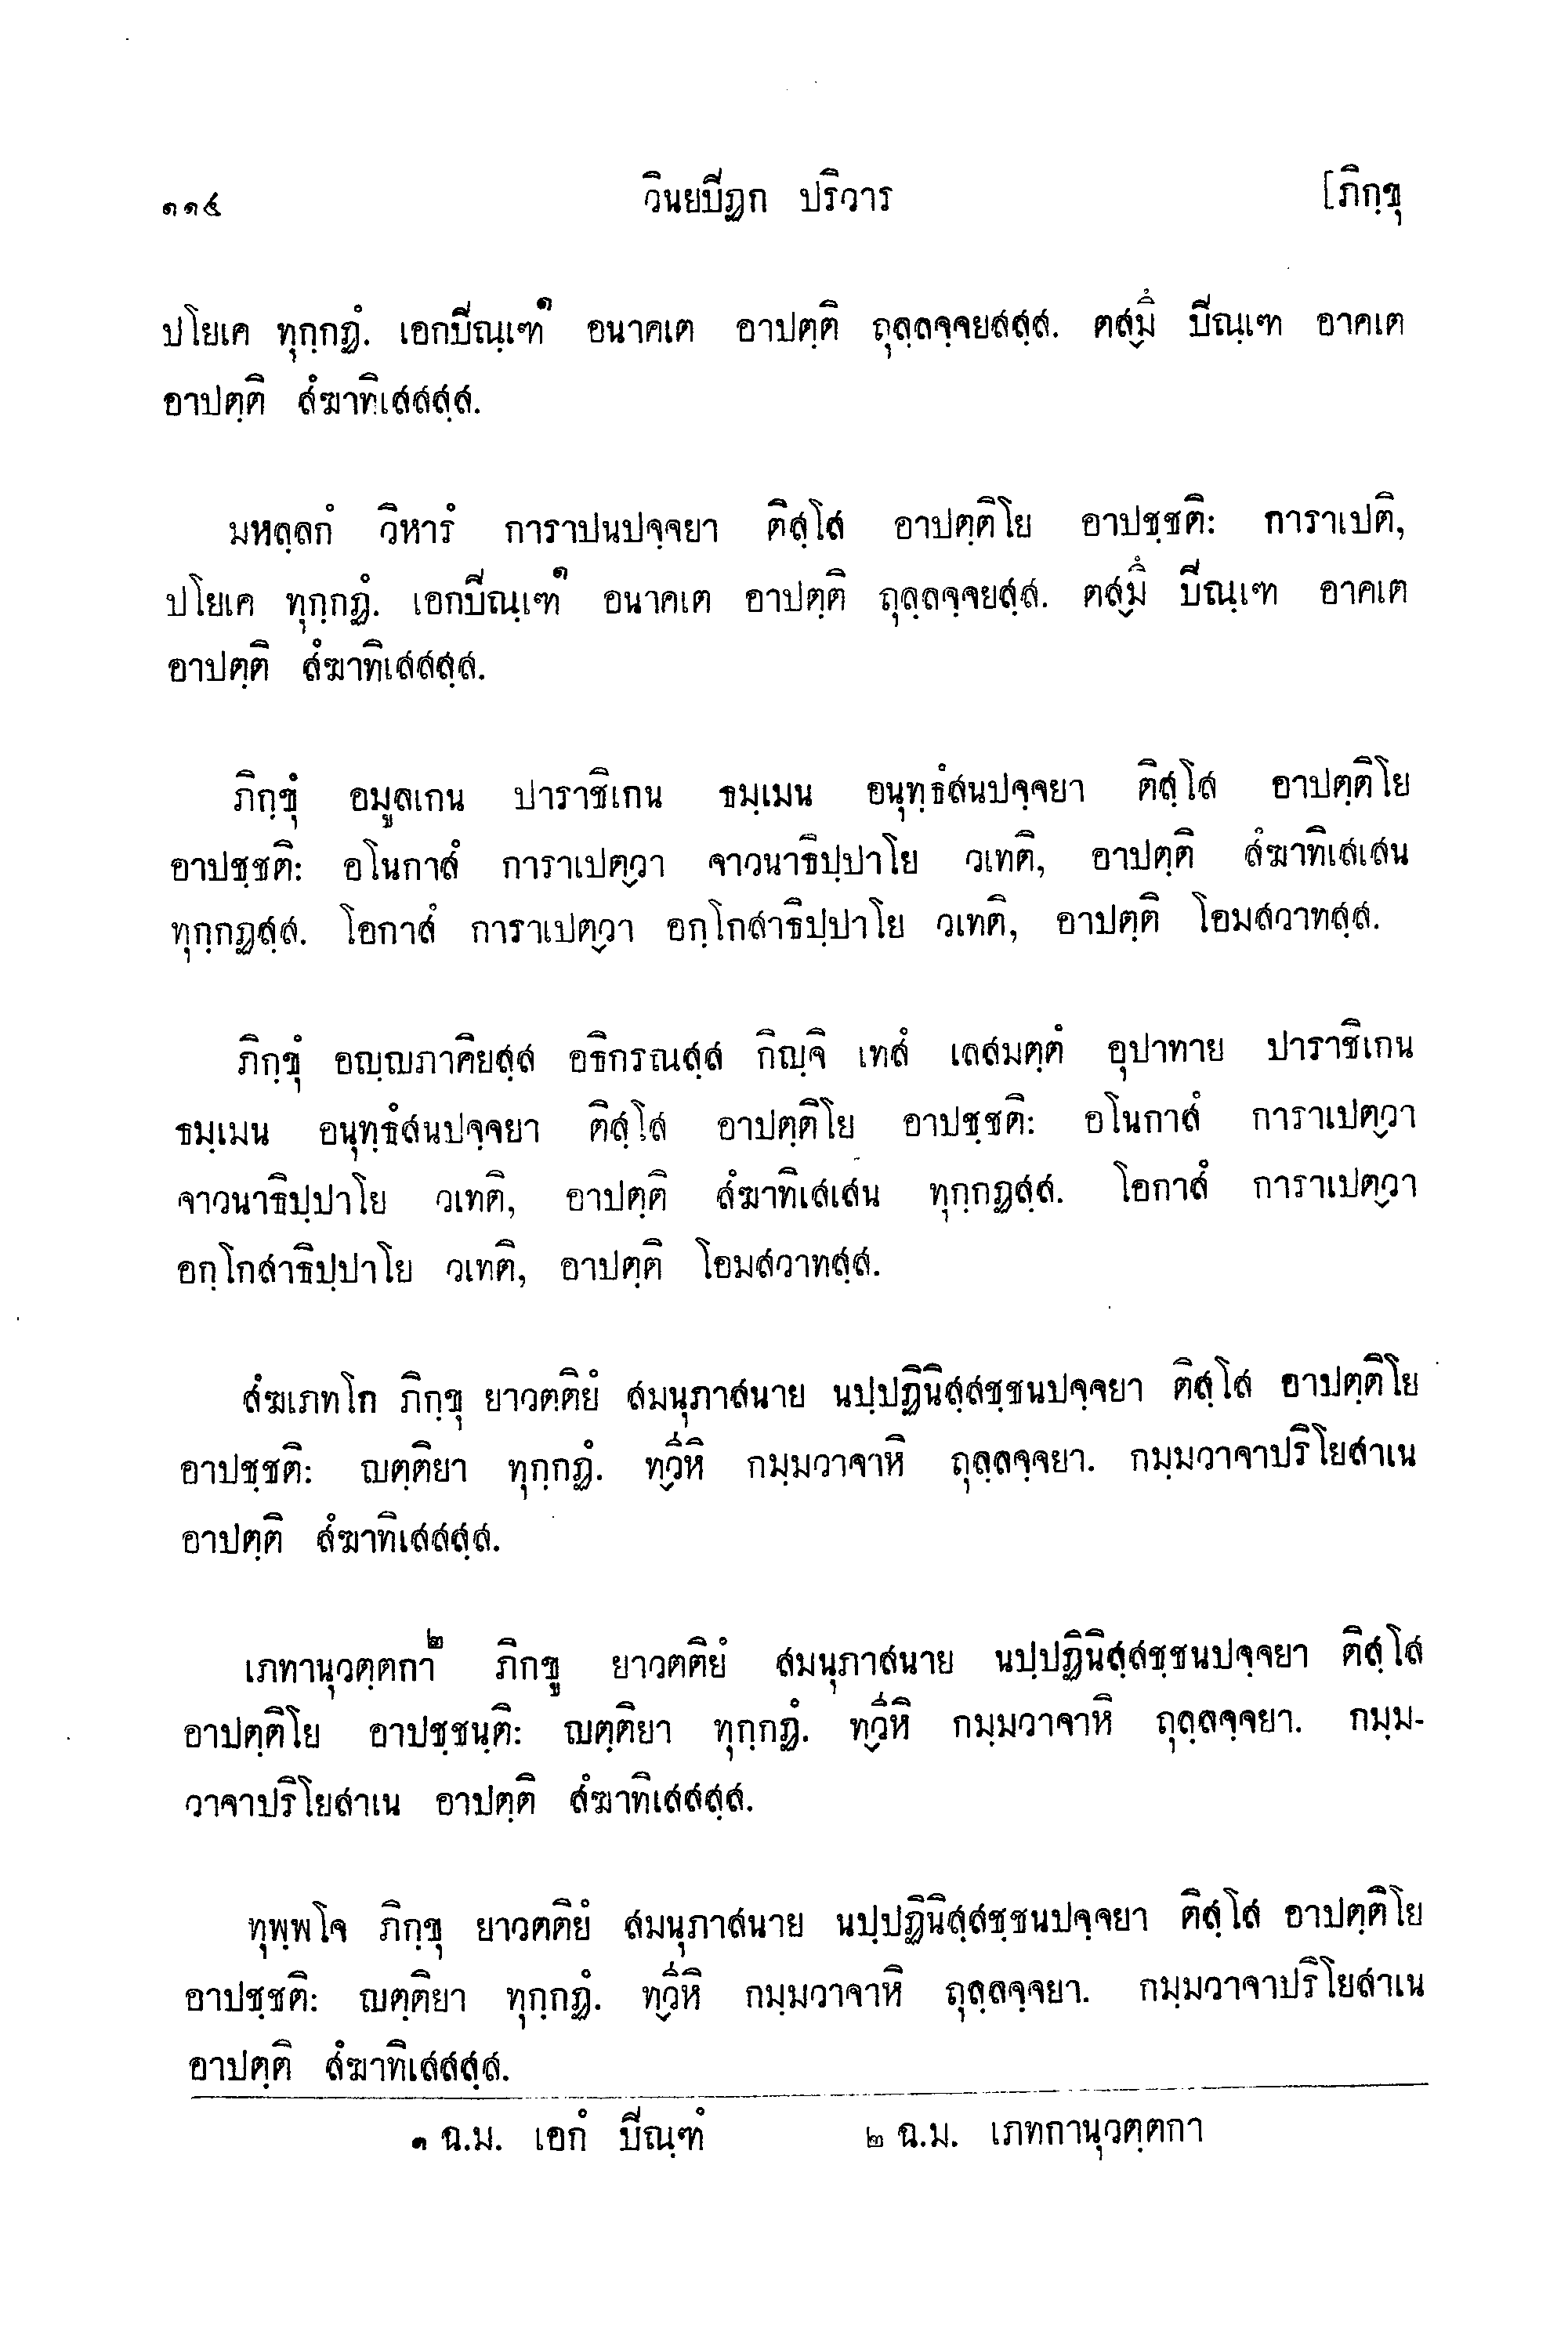 ๑๑๔ วินยปิฏก ปริวาร [ภิกฺขุ
ปโยเค ทุกฺกฏํ. เอกปิณฺเฑ๑ อนาคเต อาปตฺติ ถุลฺลจฺจยสฺส. ตสฺมึ ปิณฺเฑ อาคเต
อาปตฺติ สํฆาทิเสสสฺส.
มหลฺลกํ วิหารํ การาปนปจฺจยา ติสฺโส อาปตฺติโย อาปชฺชติ: การาเปติ,
ปโยเค ทุกฺกฏํ. เอกปิณฺเฑ๑ อนาคเต อาปตฺติ ถุลฺลจฺจยสฺส. ตสฺมึ ปิณฺเฑ อาคเต
อาปตฺติ สํฆาทิเสสสฺส.
ภิกฺขุํ อมูลเกน ปาราชิเกน ธมฺเมน อนุทฺธํสนปจฺจยา ติสฺโส อาปตฺติโย
อาปชฺชติ: อโนกาสํ การาเปตฺวา จาวนาธิปฺปาโย วเทติ, อาปตฺติ สํฆาทิเสเสน
ทุกฺกฏสฺส. โอกาสํ การาเปตฺวา อกฺโกสาธิปฺปาโย วเทติ, อาปตฺติ โอมสวาทสฺส.
ภิกฺขุํ อญฺญภาคิยสฺส อธิกรณสฺส กิญฺจิ เทสํ เลสมตฺตํ อุปาทาย ปาราชิเกน
ธมฺเมน อนุทฺธํสนปจฺจยา ติสฺโส อาปตฺติโย อาปชฺชติ: อโนกาสํ การาเปตฺวา
จาวนาธิปฺปาโย วเทติ, อาปตฺติ สํฆาทิเสเสน ทุกฺกฏสฺส. โอกาสํ การาเปตฺวา
อกฺโกสาธิปฺปาโย วเทติ, อาปตฺติ โอมสวาทสฺส.
สํฆเภทโก ภิกฺขุ ยาวตติยํ สมนุภาสนาย นปฺปฏินิสฺสชฺชนปจฺจยา ติสฺโส อาปตฺติโย
อาปชฺชติ: ญตฺติยา ทุกฺกฏํ. ทฺวีหิ กมฺมวาจาหิ ถุลฺลจฺจยา. กมฺมวาจาปริโยสาเน
อาปตฺติ สํฆาทิเสสสฺส.
เภทานุวตฺตกา๒ ภิกขู ยาวตติยํ สมนุภาสนาย นปฺปฏินิสฺสชฺชนปจฺจยา ติสฺโส
อาปตฺติโย อาปชฺชนฺติ: ญตฺติยา ทุกฺกฏํ. ทฺวีหิ กมฺมวาจาหิ ถุลฺลจฺจยา. กมฺม-
วาจาปริโยสาเน อาปตฺติ สํฆาทิเสสสฺส.
ทุพฺพโจ ภิกฺขุ ยาวตติยํ สมนุภาสนาย นปฺปฏินิสฺสชฺชนปจฺจยา ติสฺโส อาปตฺติโย
อาปชฺชติ: ญตฺติยา ทุกฺกฏํ. ทฺวีหิ กมฺมวาจาหิ ถุลฺลจฺจยา. กมฺมวาจาปริโยสาเน
อาปตฺติ สํฆาทิเสสสฺส.
๑ ฉ.ม. เอกํ ปิณฺฑํ ๒ ฉ.ม. เภทกานุวตฺตกา